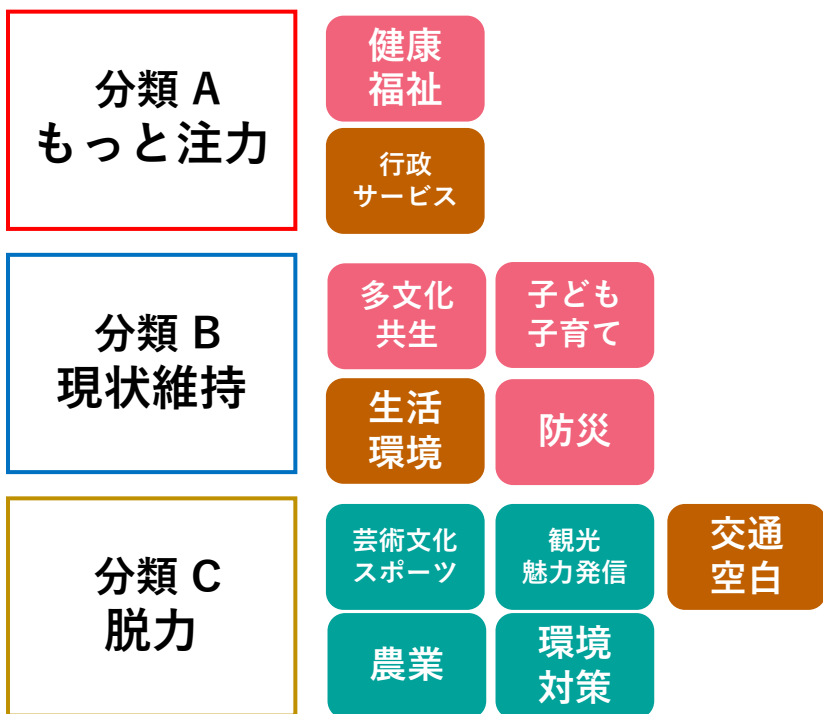 分類 A
もっと注力
健康
福祉
行政
サービス
分類 B
現状維持
多文化
共生
子ども
子育て
生活
環境
防災
分類 C
脱力
芸術文化
スポーツ
観光
魅力発信
交通
空白
農業
環境
対策